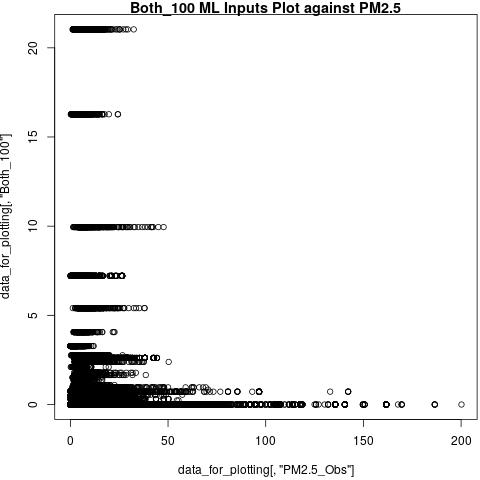 Both_100 ML Inputs Plot against PM2.5
data_for_plotting[, "Both_100"]
20
15
10
5
0
0 50 100 150 200
data_for_plotting[, "PM2.5_Obs"]